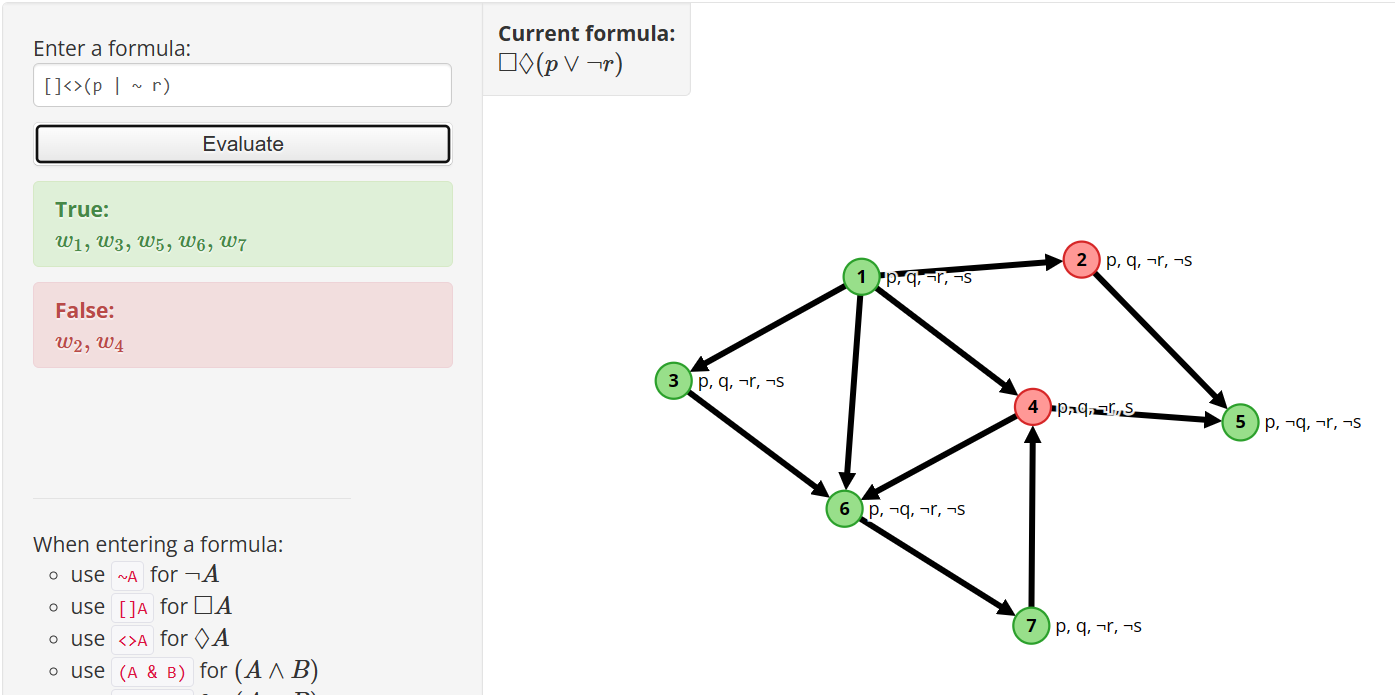 Enter a formula:
[]<>(p | ~ r)
Evaluate
True:
w₁, w₃, w₅, w₆, w₇
False:
w₂, w₄
When entering a formula:
use ~A for ¬A
use []A for □A
use <>A for ◊A
use (A & B) for (A ∧ B)
Current formula:
□◊(p ∨ ¬r)
2 p, q, ¬r, ¬s
1 p, q, ¬r, ¬s
3 p, q, ¬r, ¬s
4 p, q, ¬r, s
5 p, ¬q, ¬r, ¬s
6 p, ¬q, ¬r, ¬s
7 p, q, ¬r, ¬s